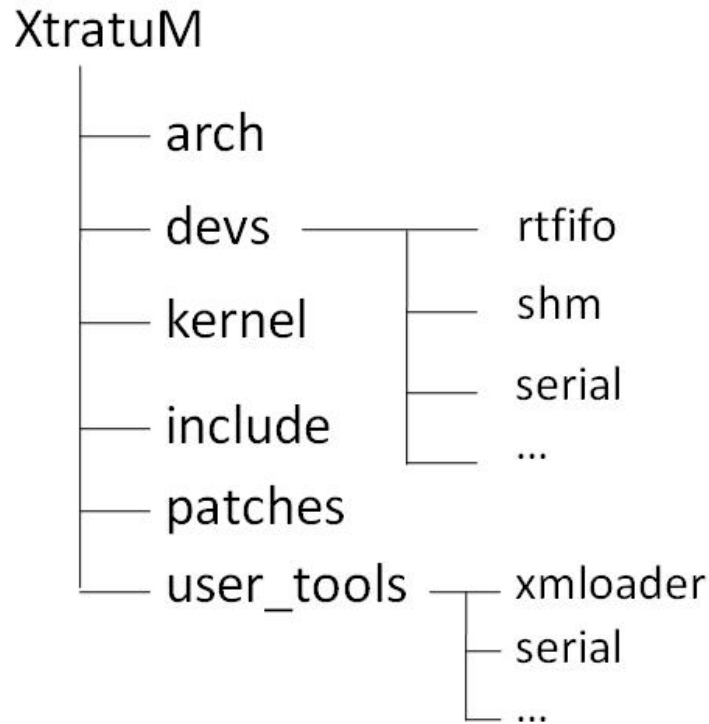 XtratuM
arch
devs
rtfifo
shm
kernel
serial
include
...
patches
user_tools
xmloader
serial
...